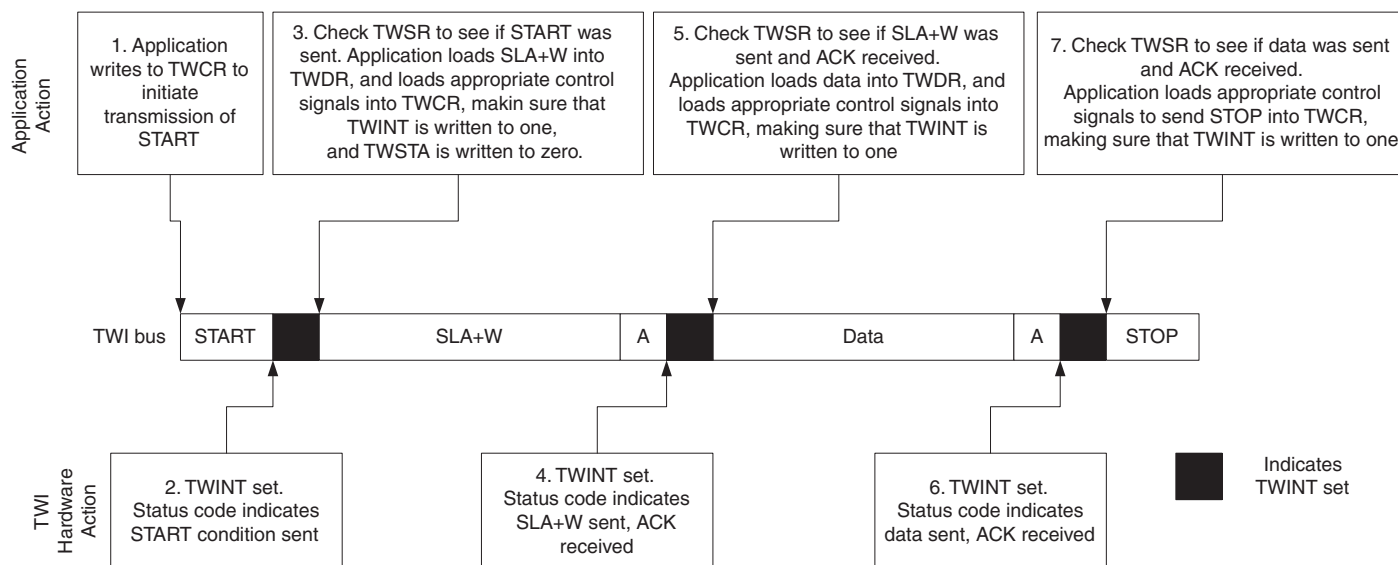 Application
Action
1. Application
writes to TWCR to
initiate
transmission of
START
3. Check TWSR to see if START was
sent. Application loads SLA+W into
TWDR, and loads appropriate control
signals into TWCR, makin sure that
TWINT is written to one,
and TWSTA is written to zero.
5. Check TWSR to see if SLA+W was
sent and ACK received.
Application loads data into TWDR, and
loads appropriate control signals into
TWCR, making sure that TWINT is
written to one
7. Check TWSR to see if data was sent
and ACK received.
Application loads appropriate control
signals to send STOP into TWCR,
making sure that TWINT is written to one
TWI bus
START
SLA+W
A
Data
A
STOP
TWI
Hardware
Action
2. TWINT set.
Status code indicates
START condition sent
4. TWINT set.
Status code indicates
SLA+W sent, ACK
received
6. TWINT set.
Status code indicates
data sent, ACK received
Indicates
TWINT set